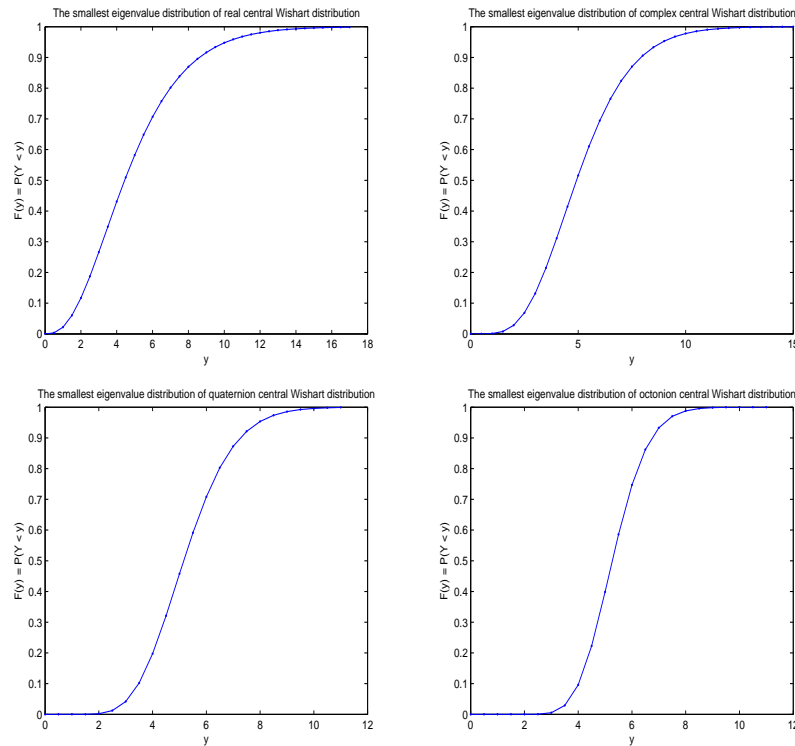 The smallest eigenvalue distribution of real central Wishart distribution
1
0.9
0.8
0.7
0.6
0.5
0.4
0.3
0.2
0.1
0
F(y) = P(Y < y)
0 2 4 6 8 10 12 14 16 18
y
The smallest eigenvalue distribution of complex central Wishart distribution
1
0.9
0.8
0.7
0.6
0.5
0.4
0.3
0.2
0.1
0
F(y) = P(Y < y)
0 5 10 15
y
The smallest eigenvalue distribution of quaternion central Wishart distribution
1
0.9
0.8
0.7
0.6
0.5
0.4
0.3
0.2
0.1
0
F(y) = P(Y < y)
0 2 4 6 8 10 12
y
The smallest eigenvalue distribution of octonion central Wishart distribution
1
0.9
0.8
0.7
0.6
0.5
0.4
0.3
0.2
0.1
0
F(y) = P(Y < y)
0 2 4 6 8 10 12
y